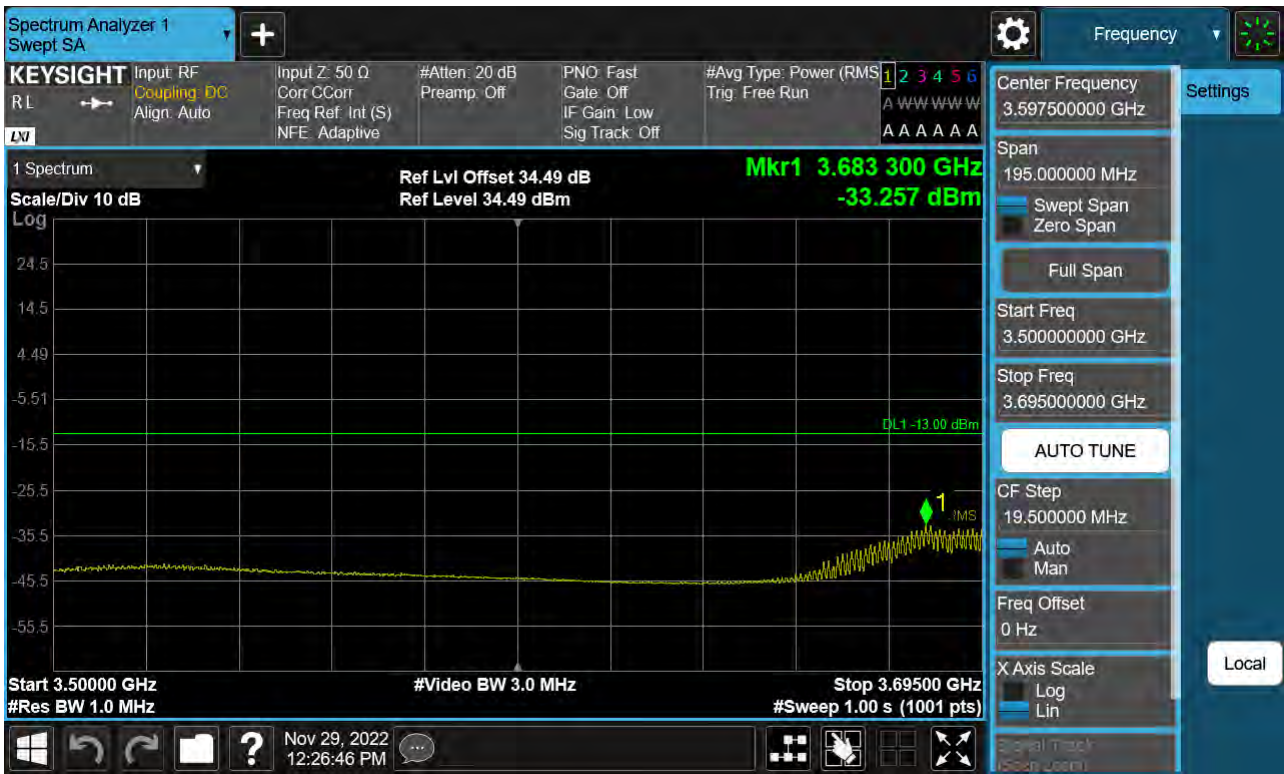 Spectrum Analyzer 1
Swept SA
Frequency
KEYSIGHT
R L
LXI
Input: RF
Coupling: DC
Align: Auto
Input Z: 50 Ω
Corr CCorr
Freq Ref: Int (S)
NFE: Adaptive
#Atten: 20 dB
Preamp: Off
PNO: Fast
Gate: Off
IF Gain: Low
Sig Track: Off
#Avg Type: Power (RMS
Trig: Free Run
1 2 3 4 5 6
A W W W W W
A A A A A A
1 Spectrum
Scale/Div 10 dB
Log
Ref Lvl Offset 34.49 dB
Ref Level 34.49 dBm
Mkr1 3.683 300 GHz
-33.257 dBm
24.5
14.5
4.49
-5.51
DL1 -13.00 dBm
-15.5
-25.5
1
-35.5
-45.5
-55.5
Start 3.50000 GHz
#Res BW 1.0 MHz
#Video BW 3.0 MHz
Stop 3.69500 GHz
#Sweep 1.00 s (1001 pts)
Center Frequency
3.597500000 GHz
Settings
Span
195.000000 MHz
Swept Span
Zero Span
Full Span
Start Freq
3.500000000 GHz
Stop Freq
3.695000000 GHz
AUTO TUNE
CF Step
19.500000 MHz
Auto
Man
Freq Offset
0 Hz
X Axis Scale
Log
Lin
Local
Signal Track
(Span Zoom)
?
Nov 29, 2022
12:26:46 PM